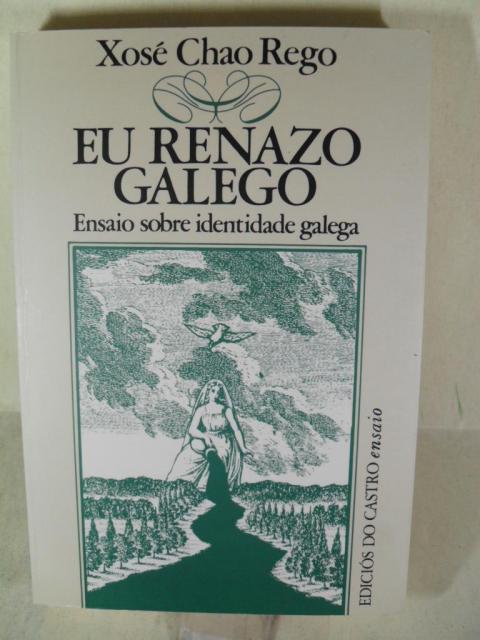 Xosé Chao Rego
EU RENAZO
GALEGO
Ensaio sobre identidade galega
EDICIÓS DO CASTRO ensaio